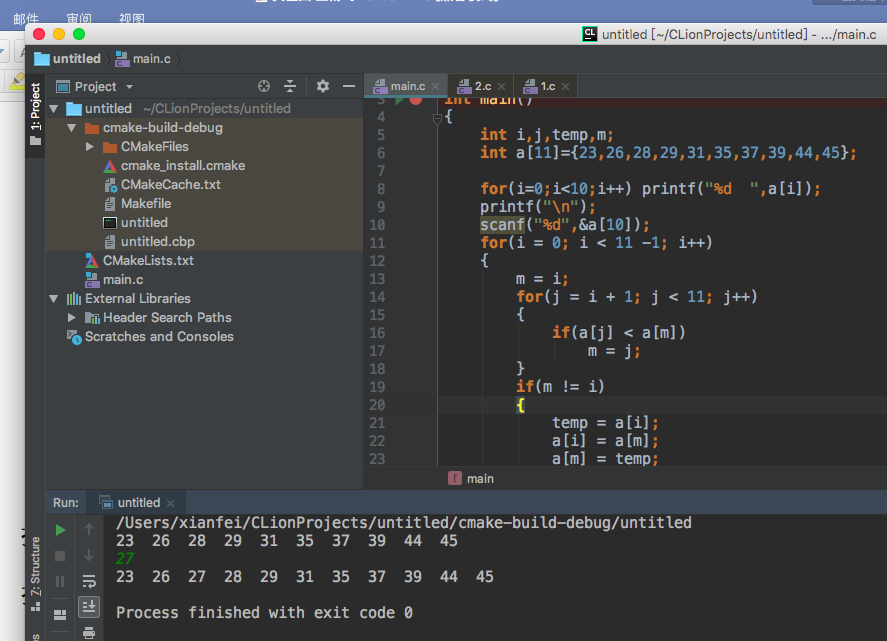 邮件 审阅 视图
untitled [~/CLionProjects/untitled] - .../main.c
untitled main.c
Project
main.c 2.c 1.c
1: Project
untitled ~/CLionProjects/untitled
cmake-build-debug
CMakeFiles
cmake_install.cmake
CMakeCache.txt
Makefile
untitled
untitled.cbp
CMakeLists.txt
main.c
External Libraries
Header Search Paths
Scratches and Consoles
3 int main()
4 {
5 int i,j,temp,m;
6 int a[11]={23,26,28,29,31,35,37,39,44,45};
7
8 for(i=0;i<10;i++) printf("%d  ",a[i]);
9 printf("\n");
10 scanf("%d",&a[10]);
11 for(i = 0; i < 11 -1; i++)
12 {
13 m = i;
14 for(j = i + 1; j < 11; j++)
15 {
16 if(a[j] < a[m])
17 m = j;
18 }
19 if(m != i)
20 {
21 temp = a[i];
22 a[i] = a[m];
23 a[m] = temp;
main
Run: untitled
/Users/xianfei/CLionProjects/untitled/cmake-build-debug/untitled
23 26 28 29 31 35 37 39 44 45
27
23 26 27 28 29 31 35 37 39 44 45
Process finished with exit code 0
Z: Structure